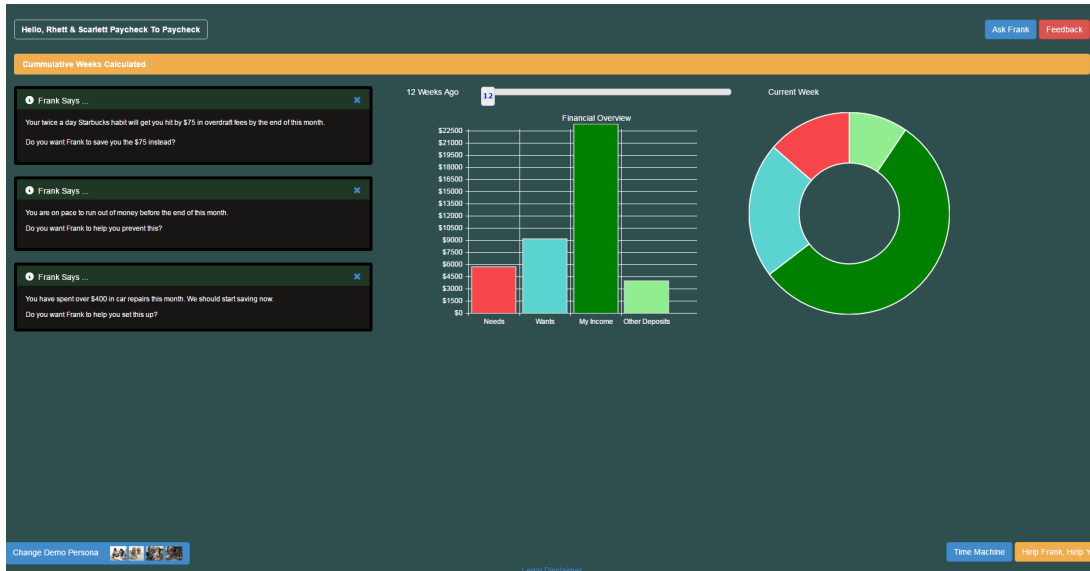 Hello, Rhett & Scarlett Paycheck To Paycheck
Ask Frank
Feedback
Cummulative Weeks Calculated
Frank Says ...
Your twice a day Starbucks habit will get you hit by $75 in overdraft fees by the end of this month.
Do you want Frank to save you the $75 instead?
Frank Says ...
You are on pace to run out of money before the end of this month.
Do you want Frank to help you prevent this?
Frank Says ...
You have spent over $400 in car repairs this month. We should start saving now.
Do you want Frank to help you set this up?
12 Weeks Ago
12
Current Week
Financial Overview
$22500
$21000
$19500
$18000
$16500
$15000
$13500
$12000
$10500
$9000
$7500
$6000
$4500
$3000
$1500
$0
Needs
Wants
My Income
Other Deposits
Change Demo Persona
Time Machine
Help Frank, Help Y
Legal Disclaimer